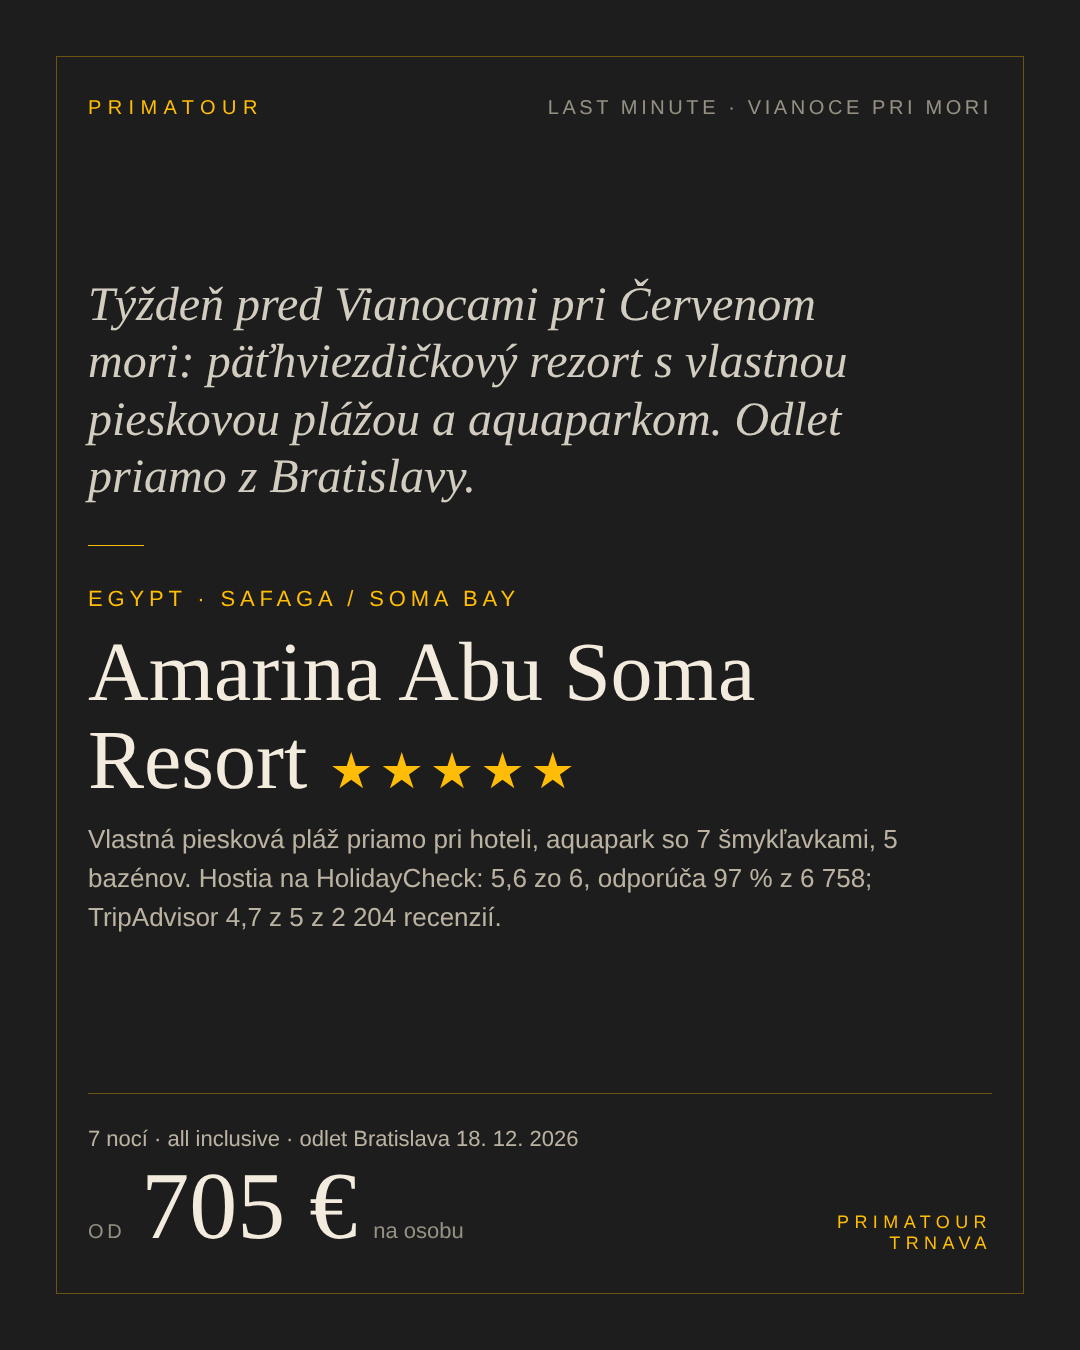 PRIMATOUR
LAST MINUTE · VIANOCE PRI MORI
Týždeň pred Vianocami pri Červenom
mori: päťhviezdičkový rezort s vlastnou
pieskovou plážou a aquaparkom. Odlet
priamo z Bratislavy.
EGYPT · SAFAGA / SOMA BAY
Amarina Abu Soma
Resort ★★★★★
Vlastná piesková pláž priamo pri hoteli, aquapark so 7 šmykľavkami, 5
bazénov. Hostia na HolidayCheck: 5,6 zo 6, odporúča 97 % z 6 758;
TripAdvisor 4,7 z 5 z 2 204 recenzií.
7 nocí · all inclusive · odlet Bratislava 18. 12. 2026
OD 705 € na osobu
PRIMATOUR
TRNAVA